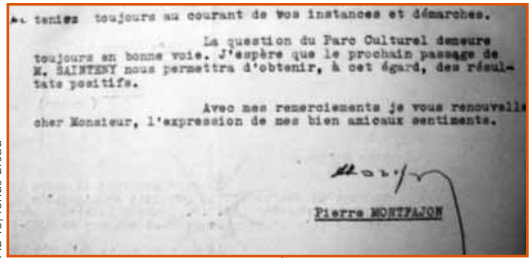 teniez toujours au courant de vos instances et démarches.
La question du Parc Culturel demeure
toujours en bonne voie. J'espère que le prochain passage de
M. SAINTENY nous permettra d'obtenir, à cet égard, des résul-
tats positifs.
Avec mes remerciements je vous renouvelle
cher Monsieur, l'expression de mes bien amicaux sentiments.
Pierre MONTFAJON